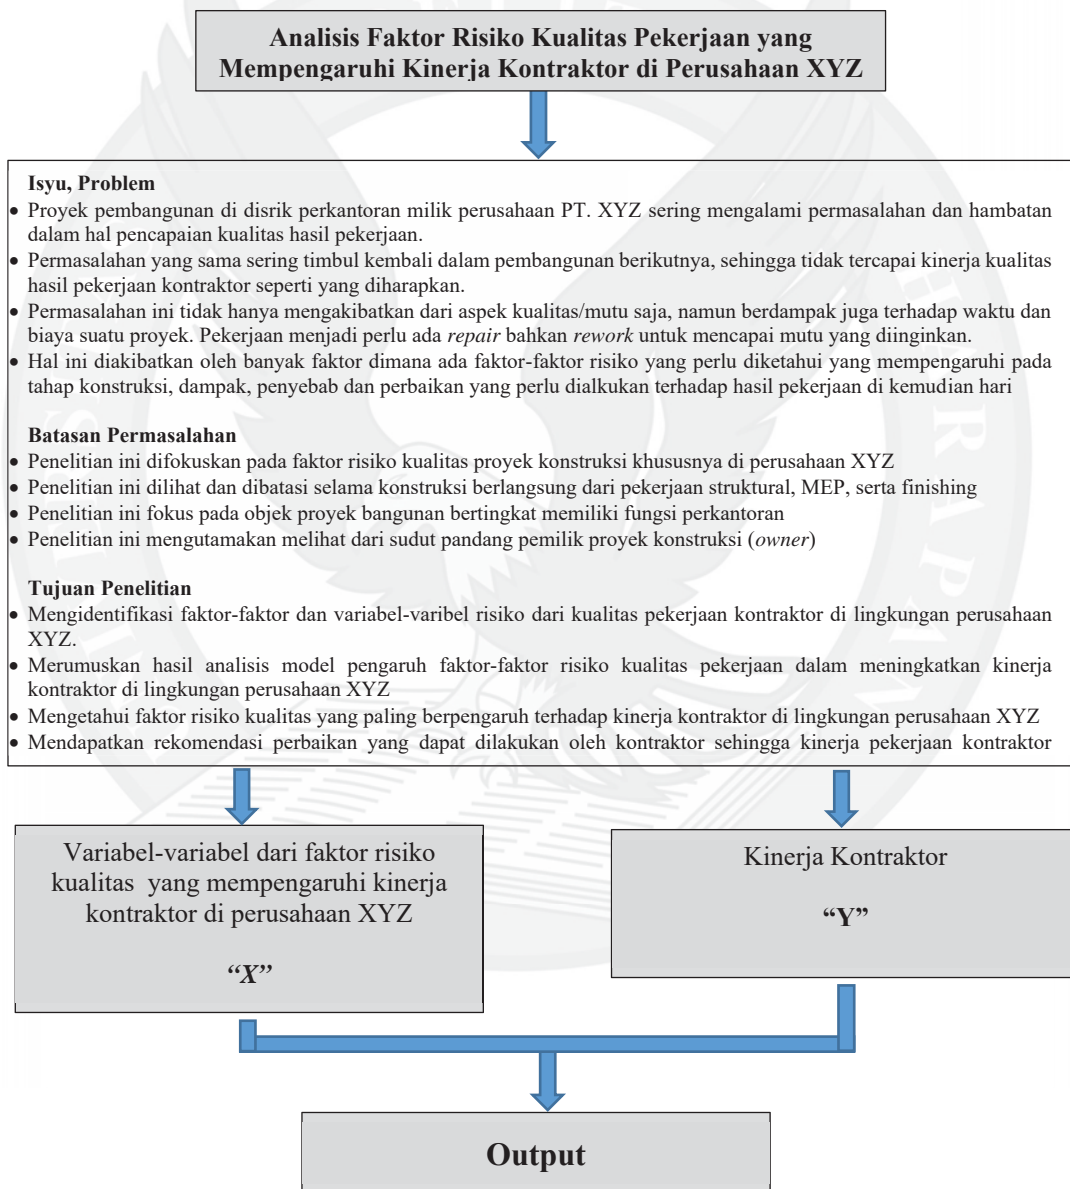 Analisis Faktor Risiko Kualitas Pekerjaan yang
Mempengaruhi Kinerja Kontraktor di Perusahaan XYZ
Isyu, Problem
• Proyek pembangunan di disrik perkantoran milik perusahaan PT. XYZ sering mengalami permasalahan dan hambatan
dalam hal pencapaian kualitas hasil pekerjaan.
• Permasalahan yang sama sering timbul kembali dalam pembangunan berikutnya, sehingga tidak tercapai kinerja kualitas
hasil pekerjaan kontraktor seperti yang diharapkan.
• Permasalahan ini tidak hanya mengakibatkan dari aspek kualitas/mutu saja, namun berdampak juga terhadap waktu dan
biaya suatu proyek. Pekerjaan menjadi perlu ada repair bahkan rework untuk mencapai mutu yang diinginkan.
• Hal ini diakibatkan oleh banyak faktor dimana ada faktor-faktor risiko yang perlu diketahui yang mempengaruhi pada
tahap konstruksi, dampak, penyebab dan perbaikan yang perlu dialkukan terhadap hasil pekerjaan di kemudian hari
Batasan Permasalahan
• Penelitian ini difokuskan pada faktor risiko kualitas proyek konstruksi khususnya di perusahaan XYZ
• Penelitian ini dilihat dan dibatasi selama konstruksi berlangsung dari pekerjaan struktural, MEP, serta finishing
• Penelitian ini fokus pada objek proyek bangunan bertingkat memiliki fungsi perkantoran
• Penelitian ini mengutamakan melihat dari sudut pandang pemilik proyek konstruksi (owner)
Tujuan Penelitian
• Mengidentifikasi faktor-faktor dan variabel-varibel risiko dari kualitas pekerjaan kontraktor di lingkungan perusahaan
XYZ.
• Merumuskan hasil analisis model pengaruh faktor-faktor risiko kualitas pekerjaan dalam meningkatkan kinerja
kontraktor di lingkungan perusahaan XYZ
• Mengetahui faktor risiko kualitas yang paling berpengaruh terhadap kinerja kontraktor di lingkungan perusahaan XYZ
• Mendapatkan rekomendasi perbaikan yang dapat dilakukan oleh kontraktor sehingga kinerja pekerjaan kontraktor
Variabel-variabel dari faktor risiko
kualitas yang mempengaruhi kinerja
kontraktor di perusahaan XYZ
“X”
Kinerja Kontraktor
“Y”
Output